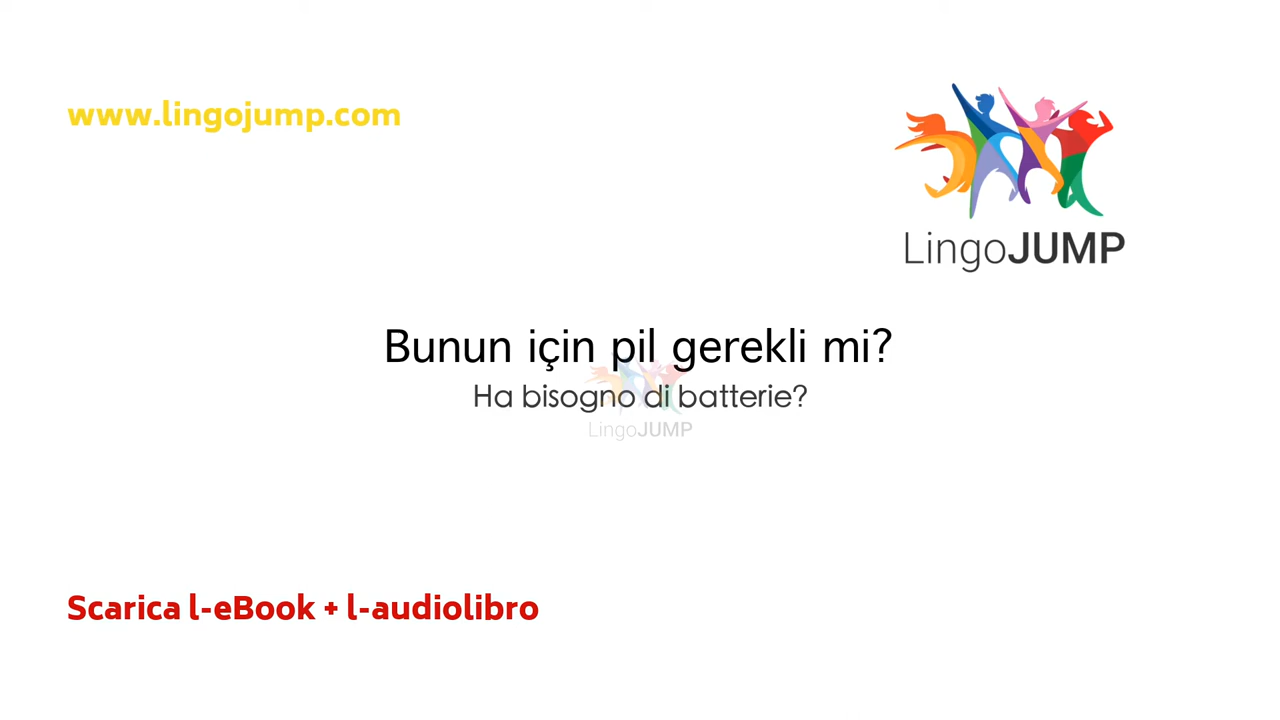 www.lingojump.com
LingoJUMP
Bunun için pil gerekli mi?
Ha bisogno di batterie?
LingoJUMP
Scarica l-eBook + l-audiolibro